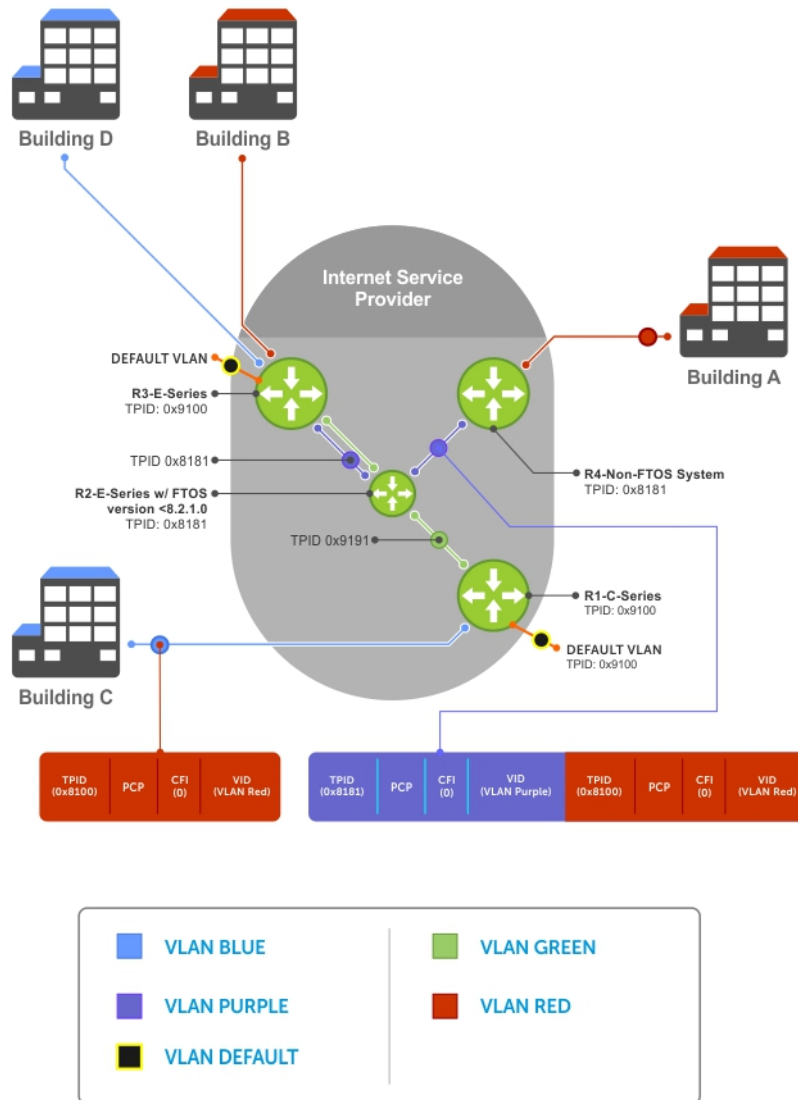 Building D
Building B
Internet Service
Provider
Building A
DEFAULT VLAN
R3-E-Series
TPID: 0x9100
TPID 0x8181
R2-E-Series w/ FTOS
version <8.2.1.0
TPID: 0x8181
R4-Non-FTOS System
TPID: 0x8181
TPID 0x9191
R1-C-Series
TPID: 0x9100
DEFAULT VLAN
TPID: 0x9100
Building C
TPID
(0x8100)
PCP
CFI
(0)
VID
(VLAN Red)
TPID
(0x8181)
PCP
CFI
(0)
VID
(VLAN Purple)
TPID
(0x8100)
PCP
CFI
(0)
VID
(VLAN Red)
VLAN BLUE
VLAN GREEN
VLAN PURPLE
VLAN RED
VLAN DEFAULT